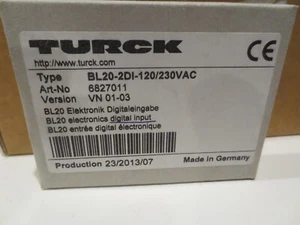 TURCK
http://www.turck.com
Type BL20-2DI-120/230VAC
Art-No 6827011
Version VN 01-03
BL20 Elektronik Digitaleingabe
BL20 electronics digital input
BL20 entrée digital électronique
Production 23/2013/07 Made in Germany
CE